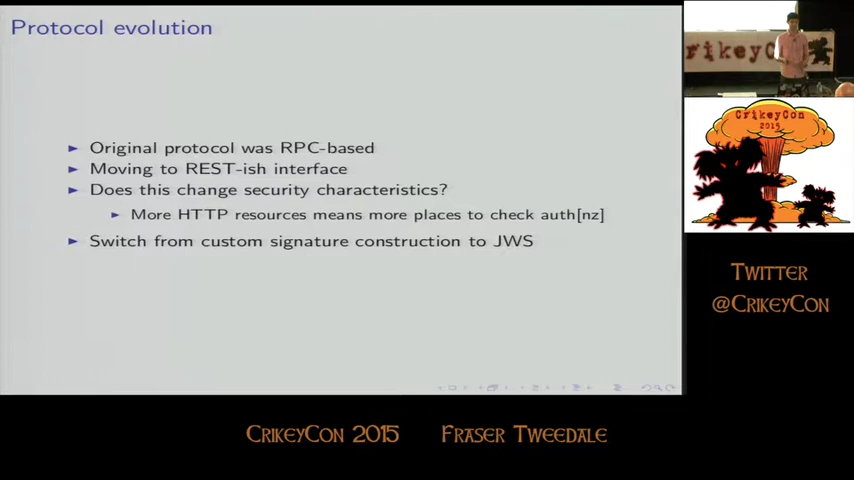 Protocol evolution
Original protocol was RPC-based
Moving to REST-ish interface
Does this change security characteristics?
More HTTP resources means more places to check auth[nz]
Switch from custom signature construction to JWS
rikeyCo
CrikeyCon
2015
Twitter
@CrikeyCon
CrikeyCon 2015 Fraser Tweedale